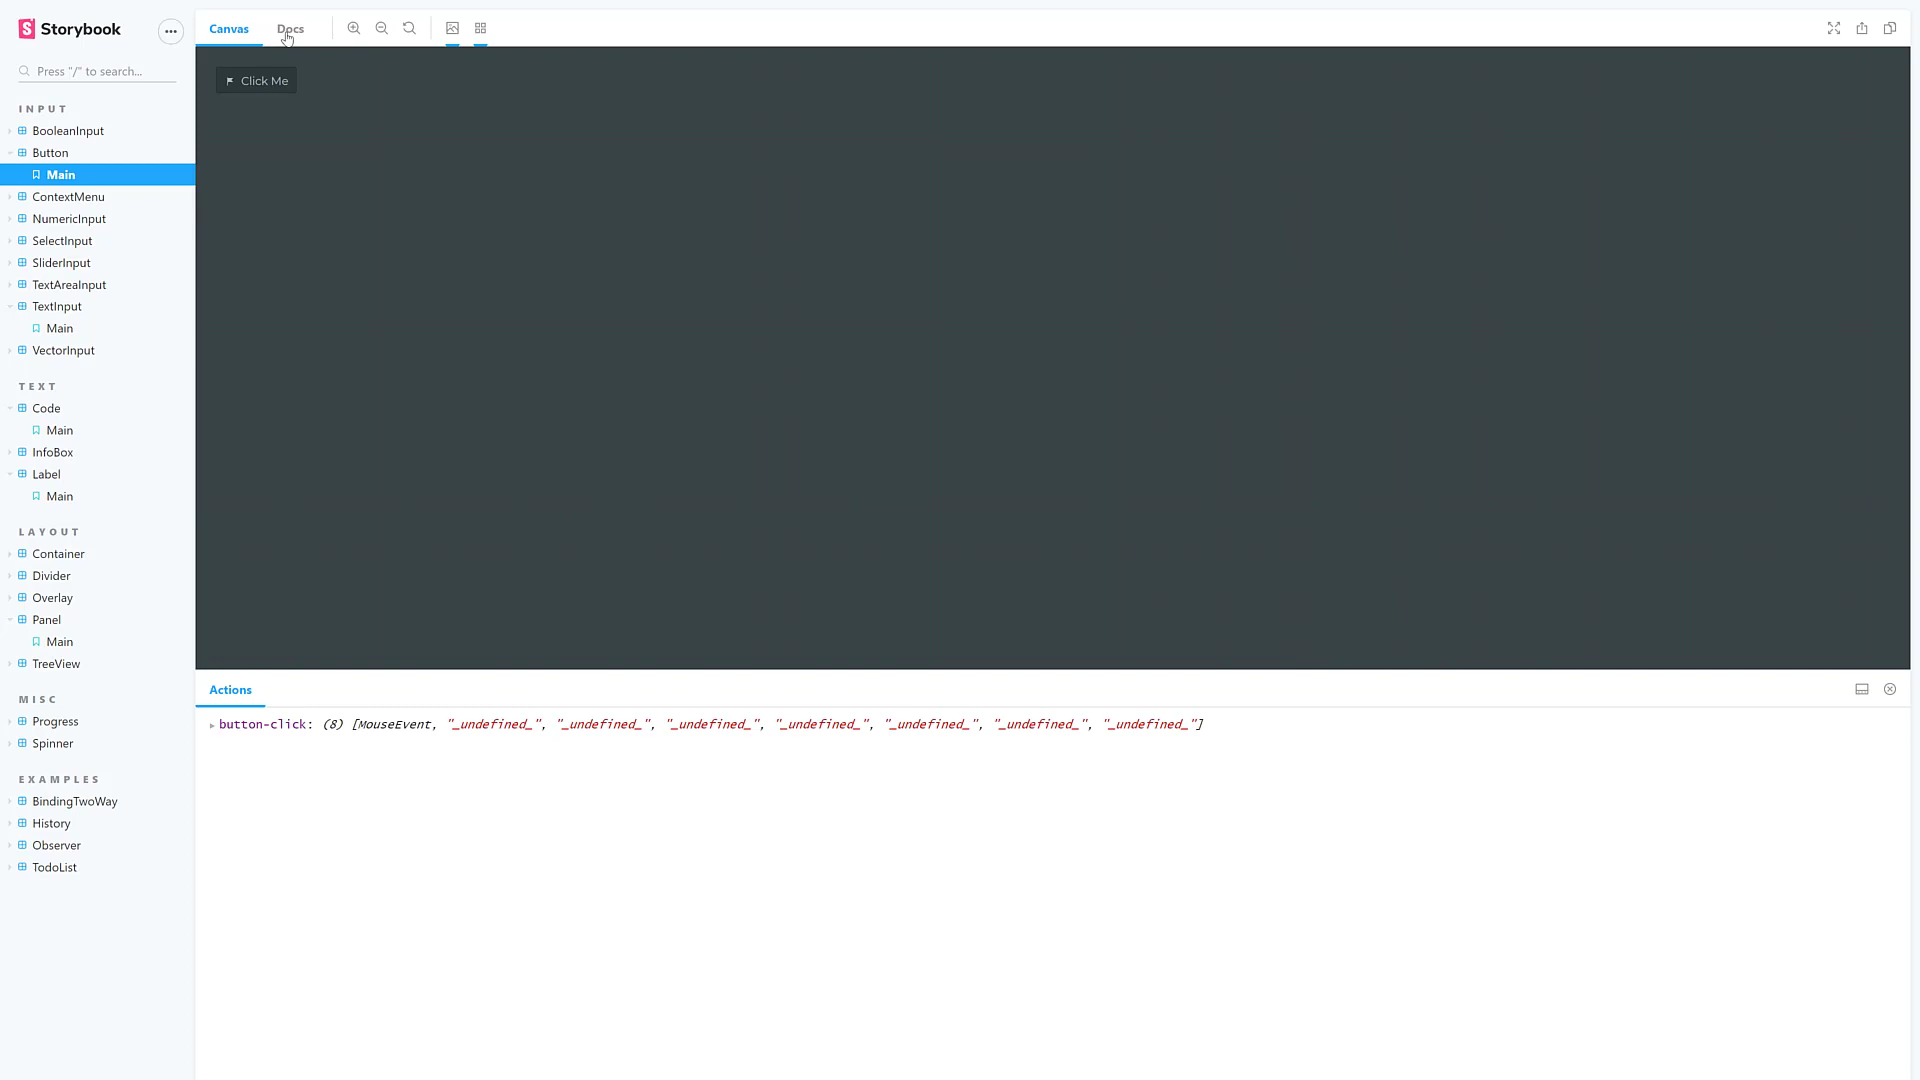 Storybook
Canvas
Docs
Press "/" to search...
Click Me
INPUT
BooleanInput
Button
Main
ContextMenu
NumericInput
SelectInput
SliderInput
TextAreaInput
TextInput
Main
VectorInput
TEXT
Code
Main
InfoBox
Label
Main
LAYOUT
Container
Divider
Overlay
Panel
Main
TreeView
MISC
Progress
Spinner
EXAMPLES
BindingTwoWay
History
Observer
TodoList
Actions
button-click: (8) [MouseEvent, "_undefined_", "_undefined_", "_undefined_", "_undefined_", "_undefined_", "_undefined_", "_undefined_"]